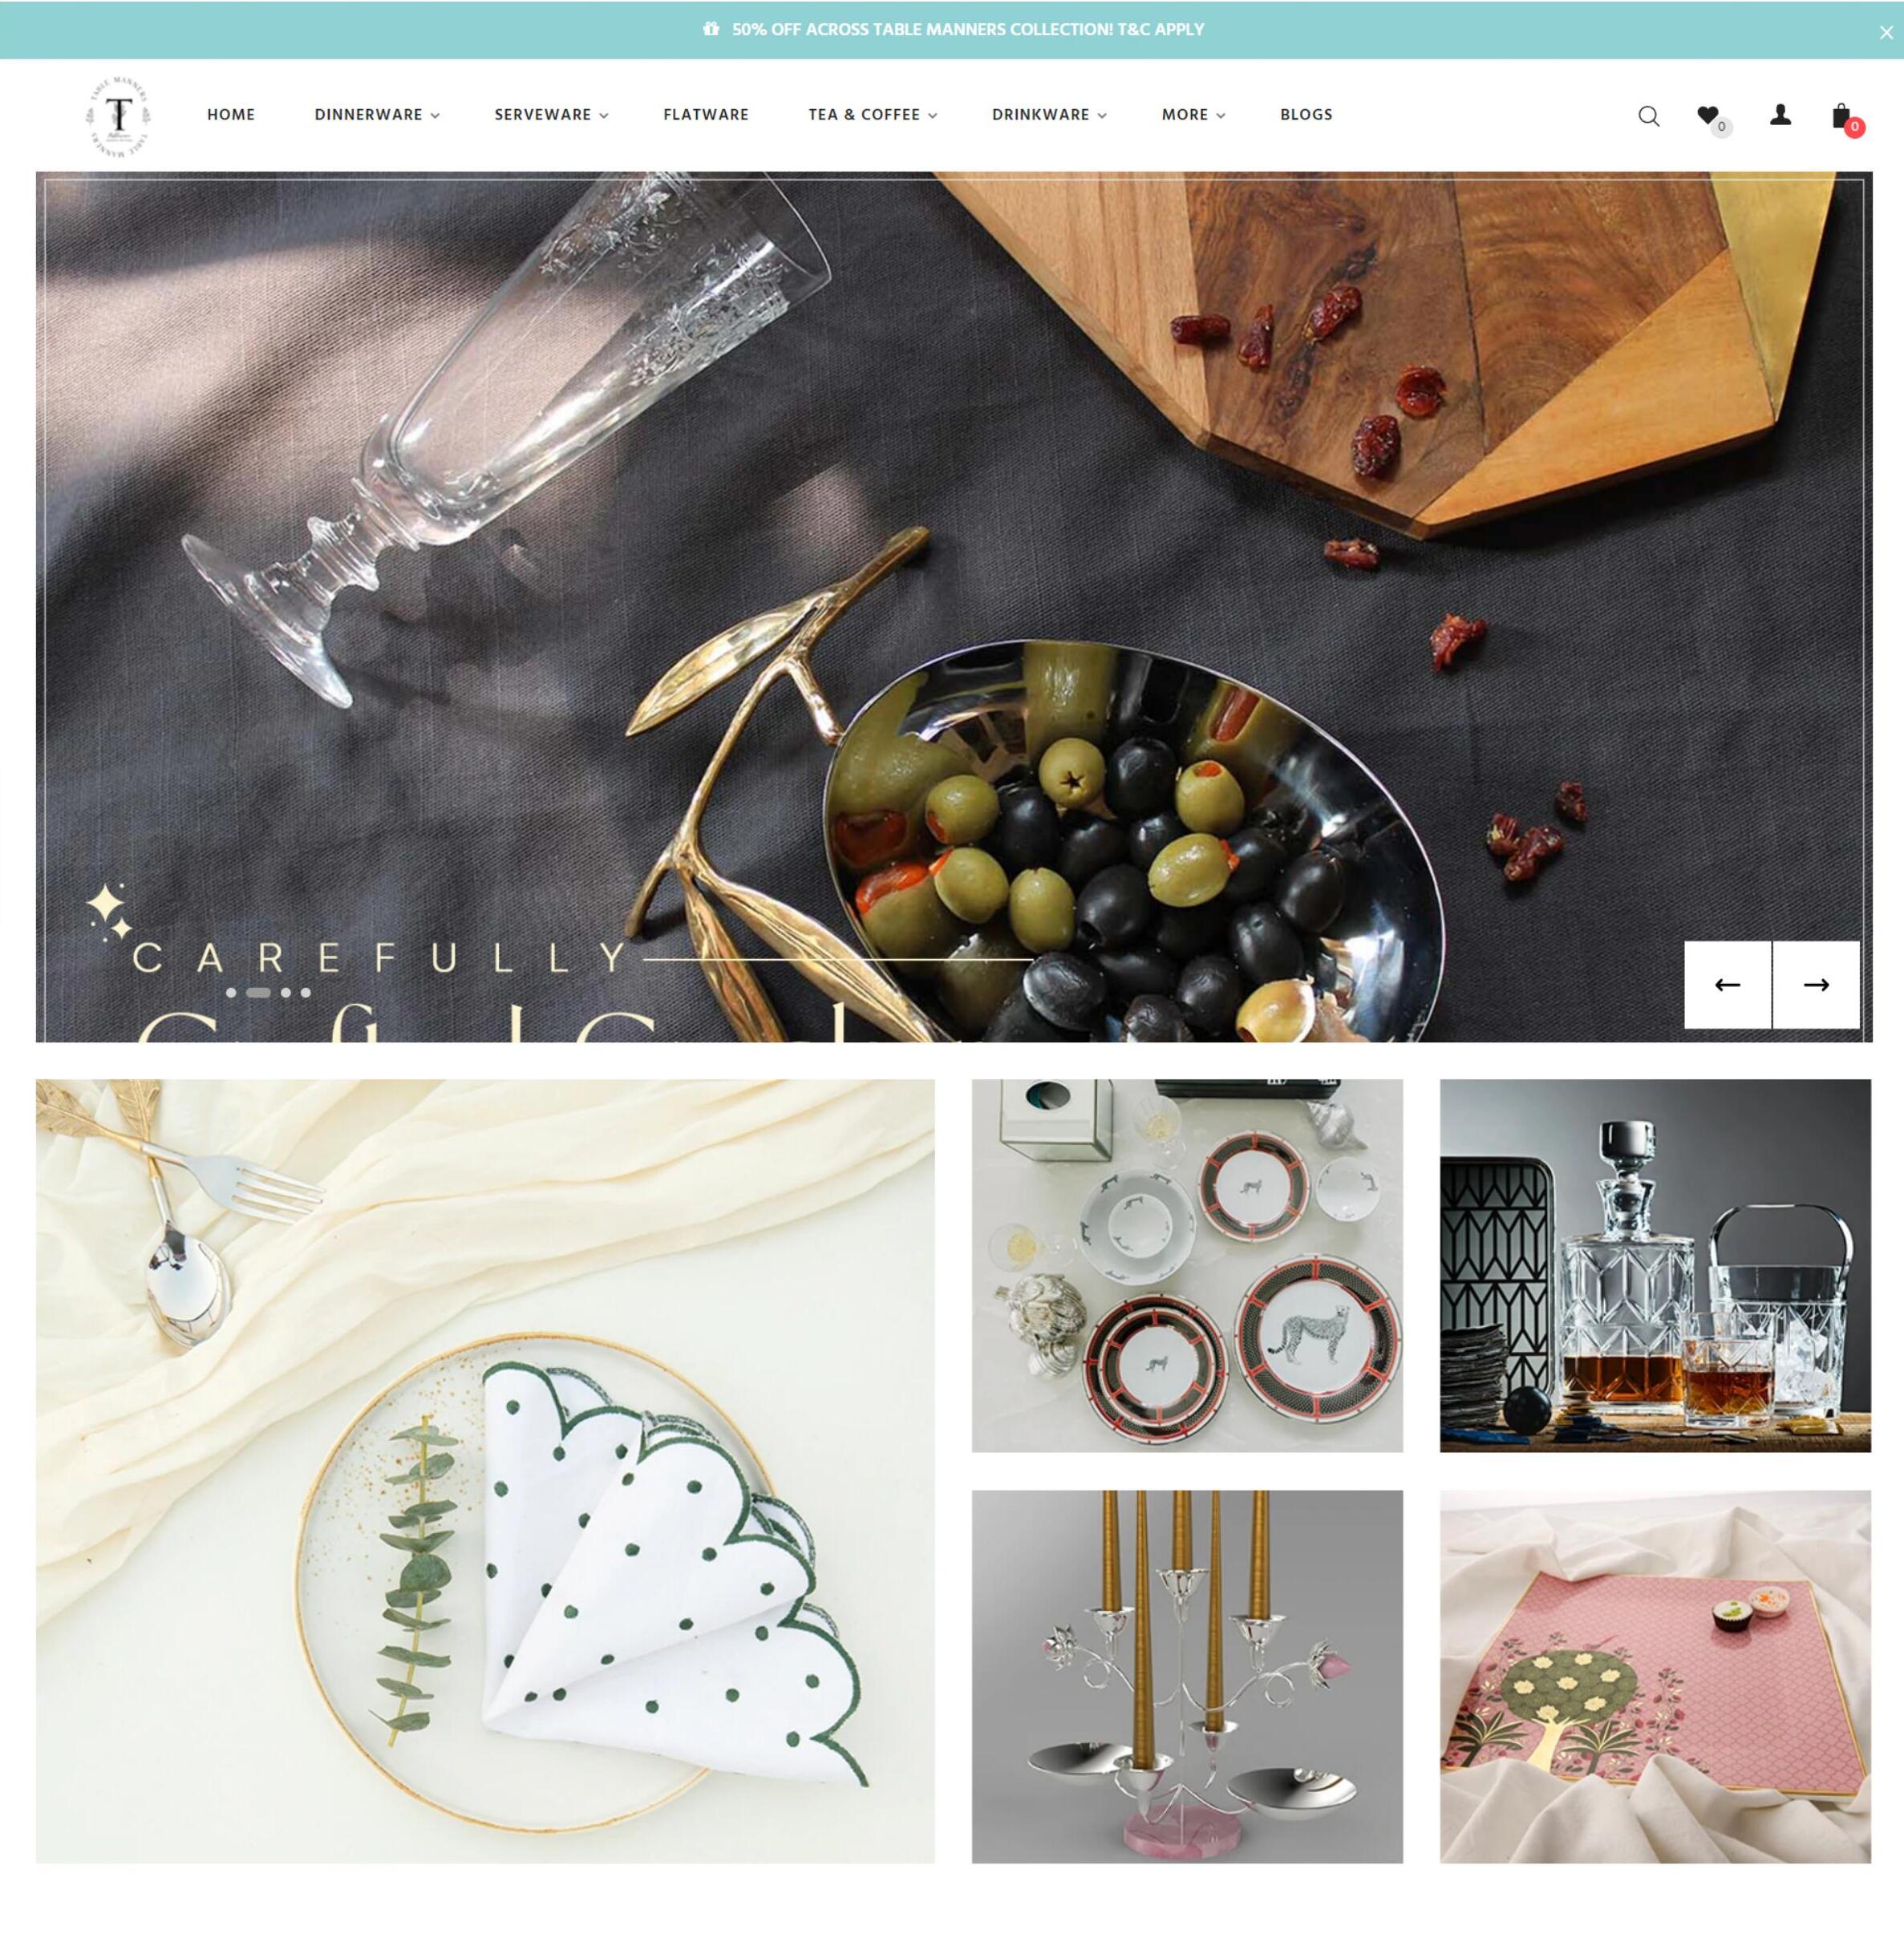 50% OFF ACROSS TABLE MANNERS COLLECTION! T&C APPLY
TABLE MANNERS
T
TABLE MANNERS
HOME
DINNERWARE
SERVEWARE
FLATWARE
TEA & COFFEE
DRINKWARE
MORE
BLOGS
0
0
CAREFULLY